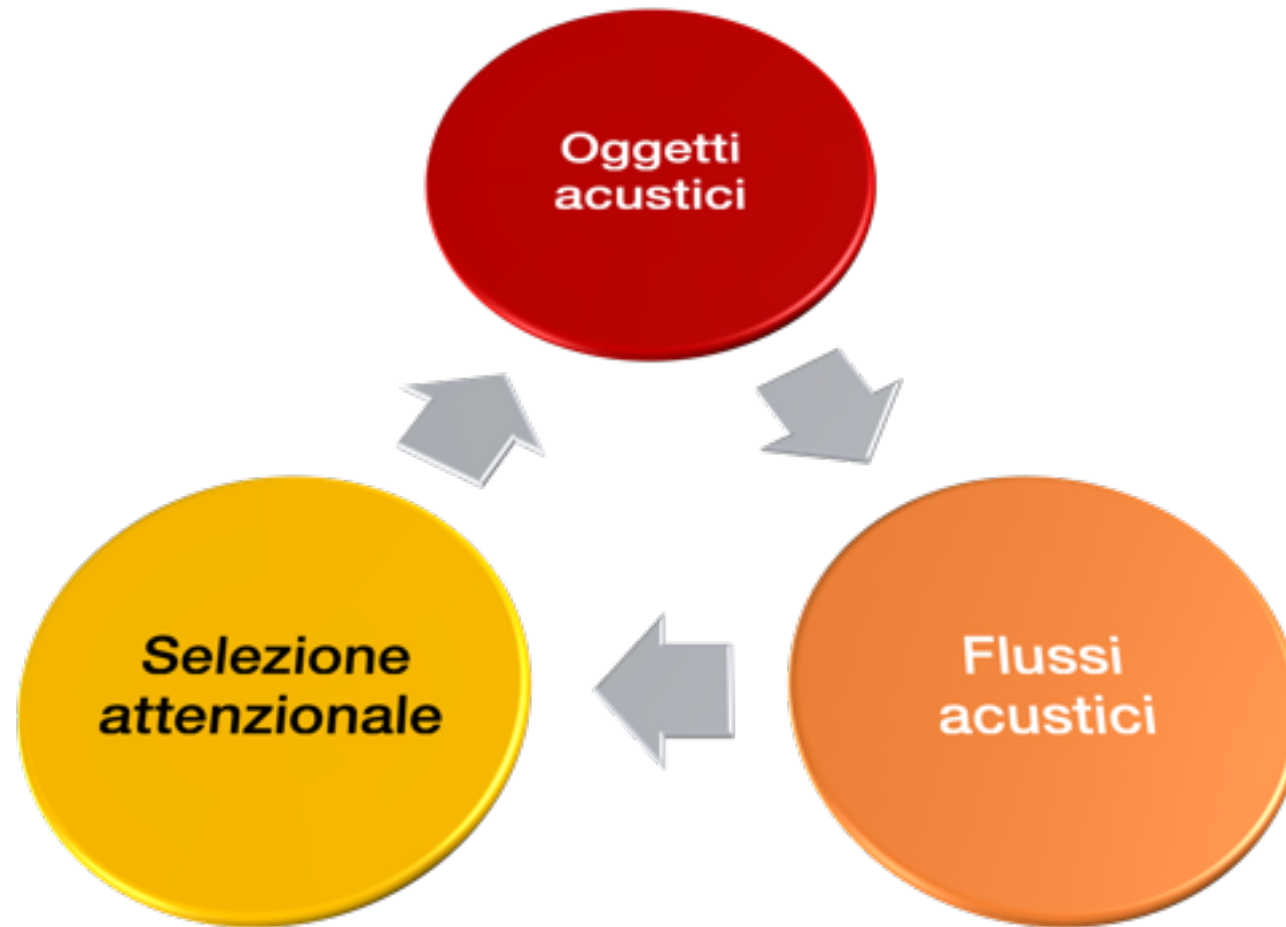 Oggetti
acustici
Selezione
attenzionale
Flussi
acustici